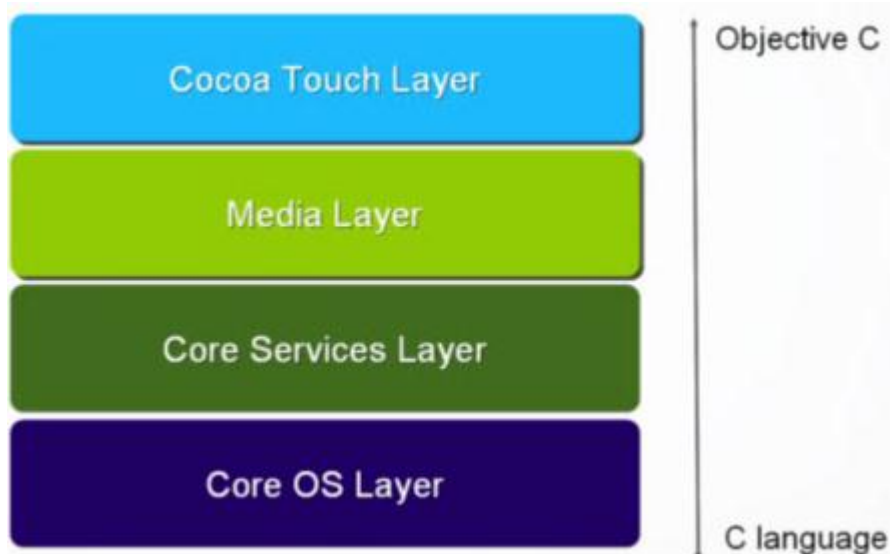 Cocoa Touch Layer
Objective C
Media Layer
Core Services Layer
Core OS Layer
C language